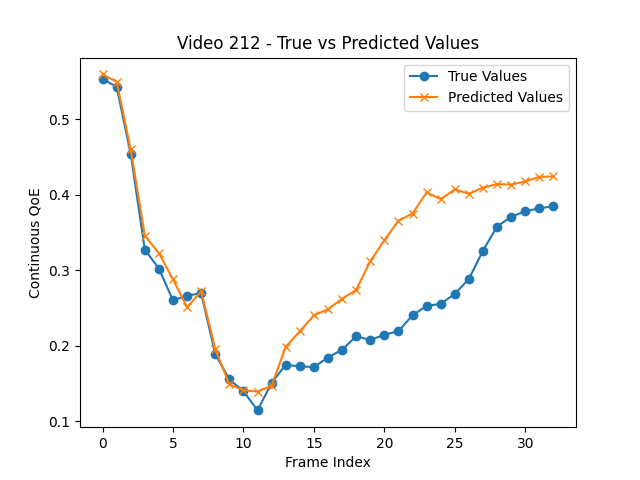 Video 212 - True vs Predicted Values
True Values
Predicted Values
Continuous QoE
0.5
0.4
0.3
0.2
0.1
0 5 10 15 20 25 30
Frame Index